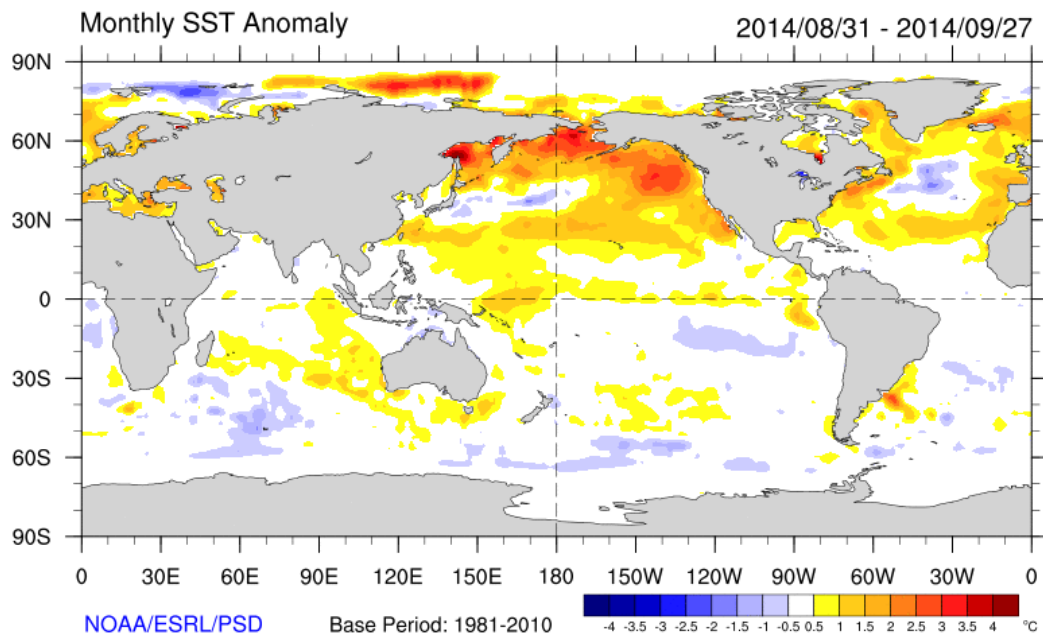 Monthly SST Anomaly 2014/08/31 - 2014/09/27
90N
60N
30N
0
30S
60S
90S
0 30E 60E 90E 120E 150E 180 150W 120W 90W 60W 30W 0
-4 -3.5 -3 -2.5 -2 -1.5 -1 -0.5 0.5 1 1.5 2 2.5 3 3.5 4 °C
NOAA/ESRL/PSD Base Period: 1981-2010